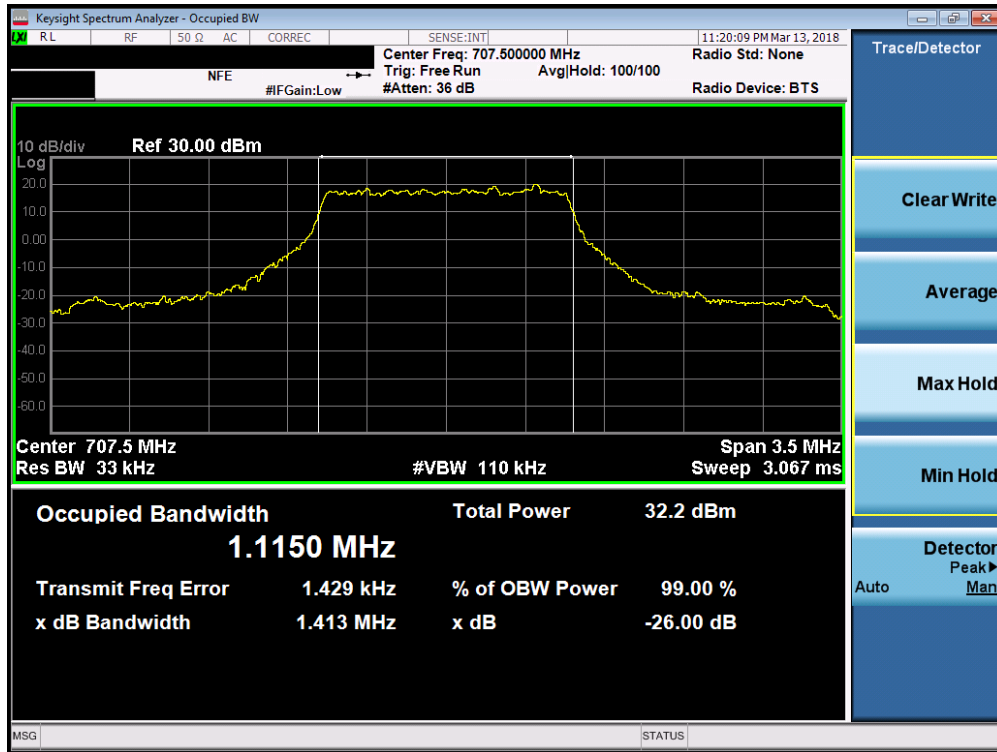 Keysight Spectrum Analyzer - Occupied BW
LXI RL RF 50 Ω AC CORREC SENSE:INT 11:20:09 PM Mar 13, 2018
Center Freq: 707.500000 MHz Radio Std: None
NFE Trig: Free Run Avg|Hold: 100/100
#IFGain:Low #Atten: 36 dB Radio Device: BTS
10 dB/div Ref 30.00 dBm
Log
20.0
10.0
0.00
-10.0
-20.0
-30.0
-40.0
-50.0
-60.0
Center 707.5 MHz Span 3.5 MHz
Res BW 33 kHz #VBW 110 kHz Sweep 3.067 ms
Occupied Bandwidth Total Power 32.2 dBm
1.1150 MHz
Transmit Freq Error 1.429 kHz % of OBW Power 99.00 %
x dB Bandwidth 1.413 MHz x dB -26.00 dB
MSG STATUS
Trace/Detector
Clear Write
Average
Max Hold
Min Hold
Detector
Peak▶
Auto Man